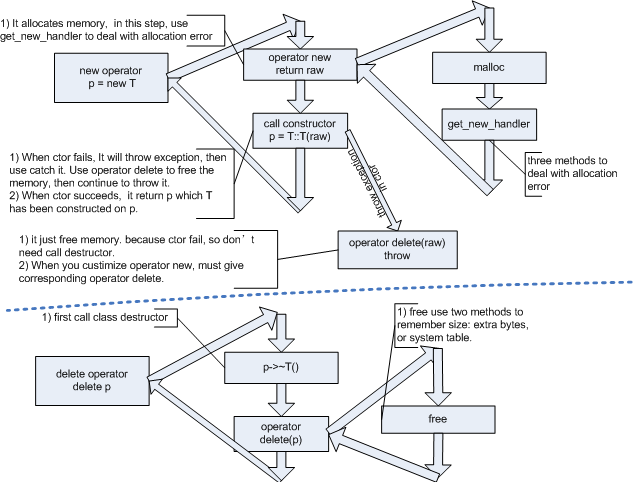 1) It allocates memory, in this step, use
get_new_handler to deal with allocation error
new operator
p = new T
operator new
return raw
malloc
call constructor
p = T::T(raw)
get_new_handler
1) When ctor fails, It will throw exception, then
use catch it. Use operator delete to free the
memory, then continue to throw it.
2) When ctor succeeds, it return p which T
has been constructed on p.
throw exception
in ctor
three methods to
deal with allocation
error
1) it just free memory. because ctor fail, so don't
need call destructor.
2) When you custimize operator new, must give
corresponding operator delete.
operator delete(raw)
throw
1) first call class destructor
1) free use two methods to
remember size: extra bytes,
or system table.
delete operator
delete p
p->~T()
operator
delete(p)
free